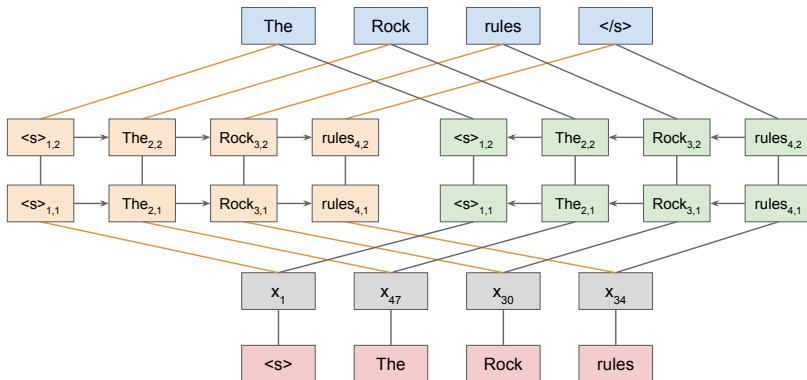 The Rock rules </s>
<s>1,2 The2,2 Rock3,2 rules4,2 <s>1,2 The2,2 Rock3,2 rules4,2
<s>1,1 The2,1 Rock3,1 rules4,1 <s>1,1 The2,1 Rock3,1 rules4,1
x1 x47 x30 x34
<s> The Rock rules